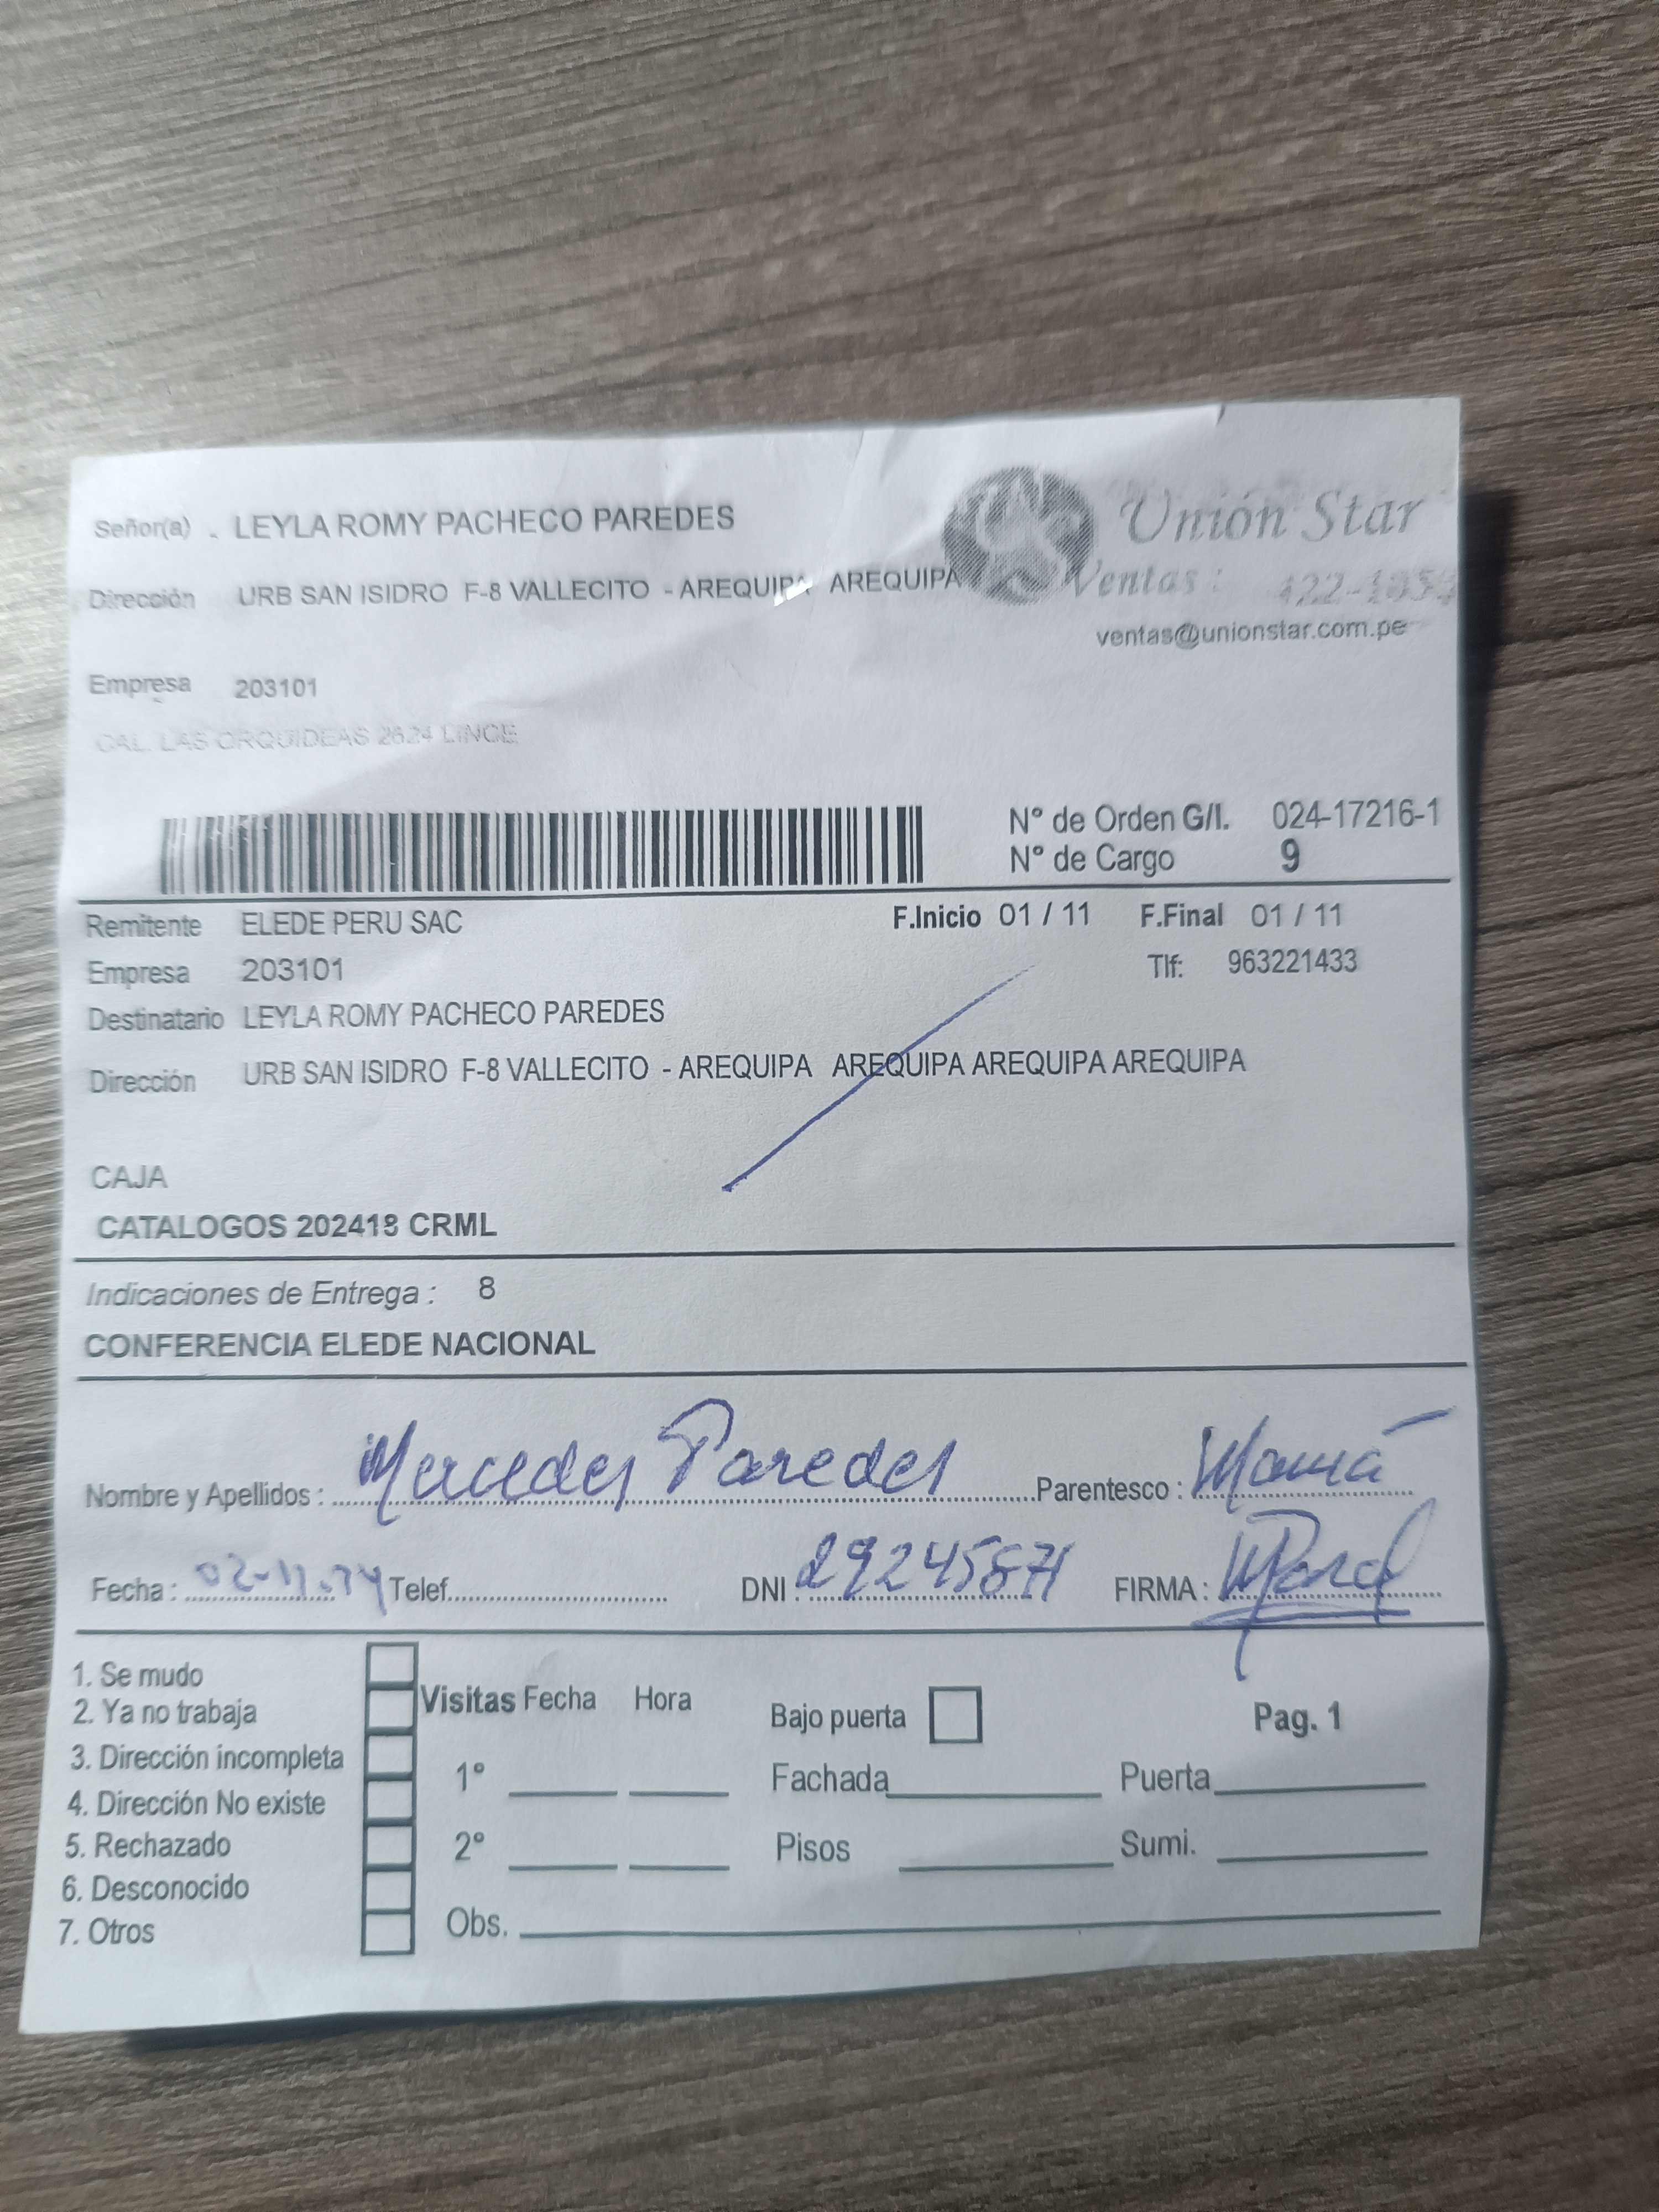 Señor(a) . LEYLA ROMY PACHECO PAREDES
Unión Star
Dirección URB SAN ISIDRO F-8 VALLECITO - AREQUIPA AREQUIPA
Ventas :
ventas@unionstar.com.pe
Empresa 203101
CAL. LAS ORQUIDEAS 2624 LINCE
N° de Orden G/I. 024-17216-1
N° de Cargo 9
Remitente ELEDE PERU SAC F.Inicio 01 / 11 F.Final 01 / 11
Empresa 203101 Tlf: 963221433
Destinatario LEYLA ROMY PACHECO PAREDES
Dirección URB SAN ISIDRO F-8 VALLECITO - AREQUIPA AREQUIPA AREQUIPA AREQUIPA
CAJA
CATALOGOS 202418 CRML
Indicaciones de Entrega : 8
CONFERENCIA ELEDE NACIONAL
Nombre y Apellidos : Mercedes Paredes Parentesco : Mamá
Fecha : Telef. DNI : FIRMA :
1. Se mudo
2. Ya no trabaja
3. Dirección incompleta
4. Dirección No existe
5. Rechazado
6. Desconocido
7. Otros
Visitas Fecha Hora
1°
2°
Obs.
Bajo puerta Pag. 1
Fachada Puerta
Pisos Sumi.